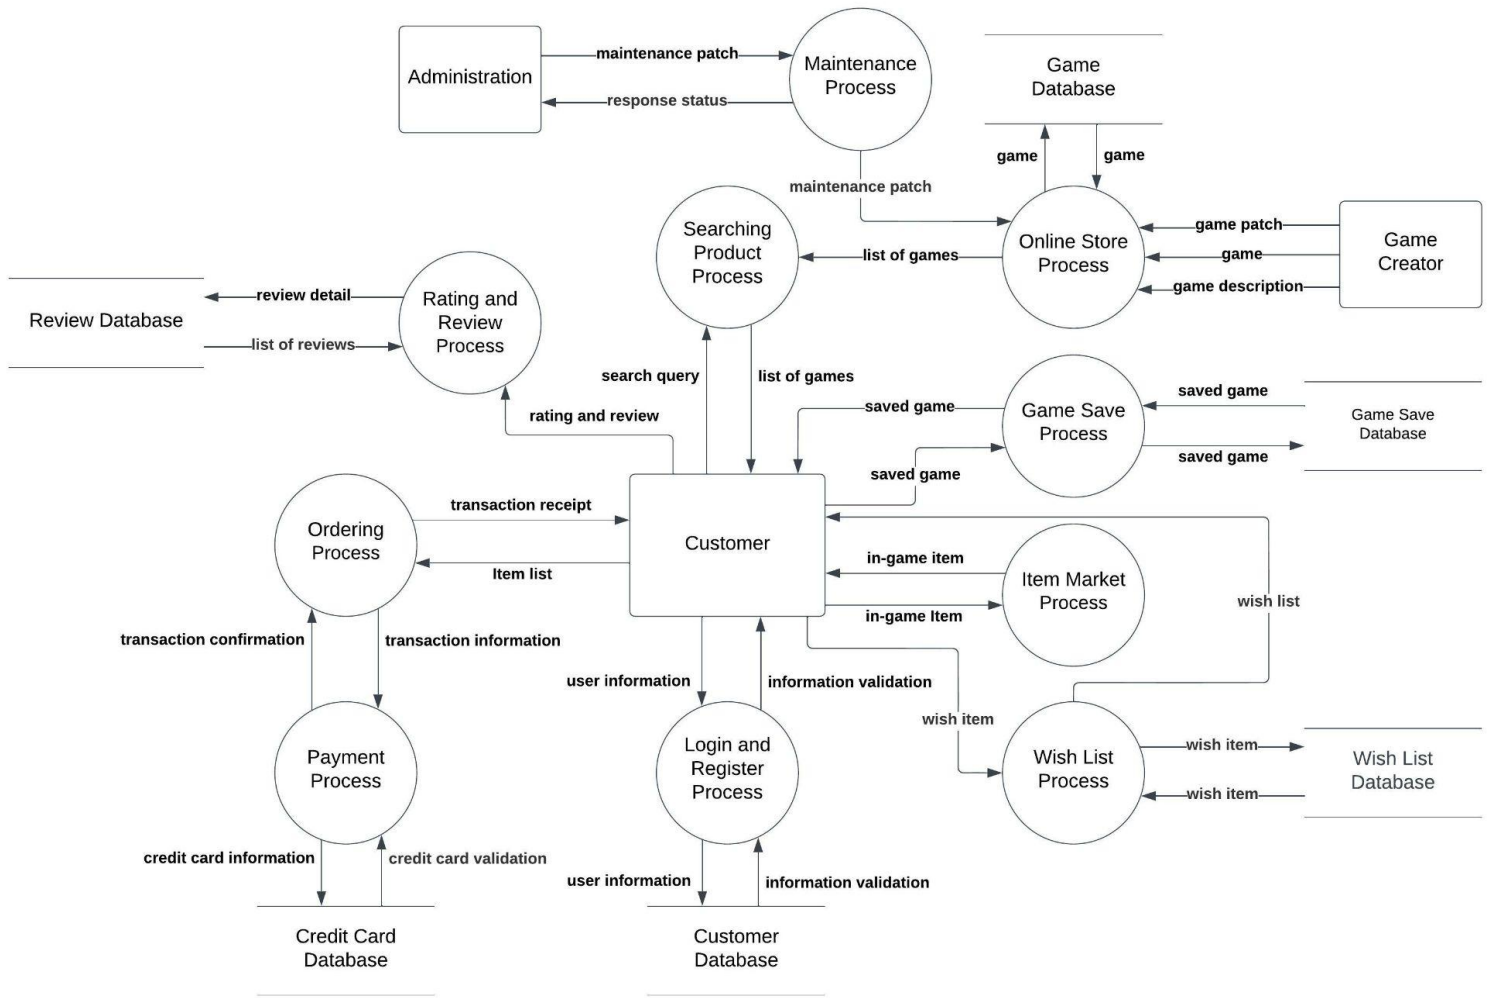 Administration
maintenance patch
response status
Maintenance
Process
Game
Database
game
game
maintenance patch
Searching
Product
Process
list of games
Online Store
Process
game patch
game
game description
Game
Creator
Review Database
review detail
list of reviews
Rating and
Review
Process
search query
list of games
rating and review
saved game
saved game
Game Save
Process
saved game
saved game
Game Save
Database
Ordering
Process
transaction receipt
Item list
Customer
in-game item
in-game Item
Item Market
Process
wish list
transaction confirmation
transaction information
user information
information validation
wish item
Payment
Process
Login and
Register
Process
Wish List
Process
wish item
wish item
Wish List
Database
credit card information
credit card validation
user information
information validation
Credit Card
Database
Customer
Database